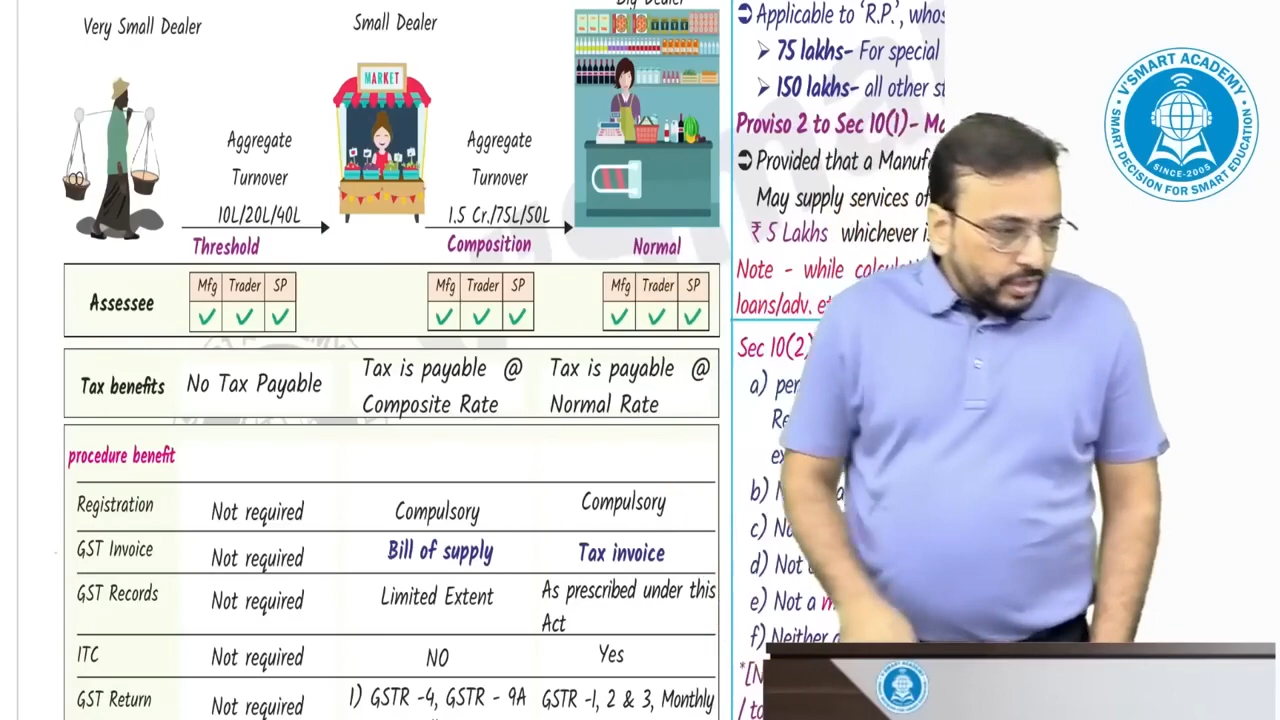 Very Small Dealer
Small Dealer
Big Dealer
MARKET
Aggregate
Turnover
10L/20L/40L
Threshold
Aggregate
Turnover
1.5 Cr./75L/50L
Composition
Normal
Assessee
Mfg Trader SP
Mfg Trader SP
Mfg Trader SP
Tax benefits
No Tax Payable
Tax is payable @
Composite Rate
Tax is payable @
Normal Rate
procedure benefit
Registration Not required Compulsory Compulsory
GST Invoice Not required Bill of supply Tax invoice
GST Records Not required Limited Extent As prescribed under this
Act
ITC Not required NO Yes
GST Return Not required 1) GSTR -4, GSTR - 9A GSTR -1, 2 & 3, Monthly
➲ Applicable to ‘R.P.’, whos
➢ 75 lakhs- For special
➢ 150 lakhs- all other st
Proviso 2 to Sec 10(1)- Ma
➲ Provided that a Manuf
May supply services of
₹ 5 Lakhs whichever i
Note - while calcul
loans/adv. et
Sec 10(2)
a) per
Re
ex
b) N
c) No
d) Not
e) Not a m
f) Neither
*[N
/ to
V'SMART ACADEMY
SINCE-2005
SMART DECISION FOR SMART EDUCATION